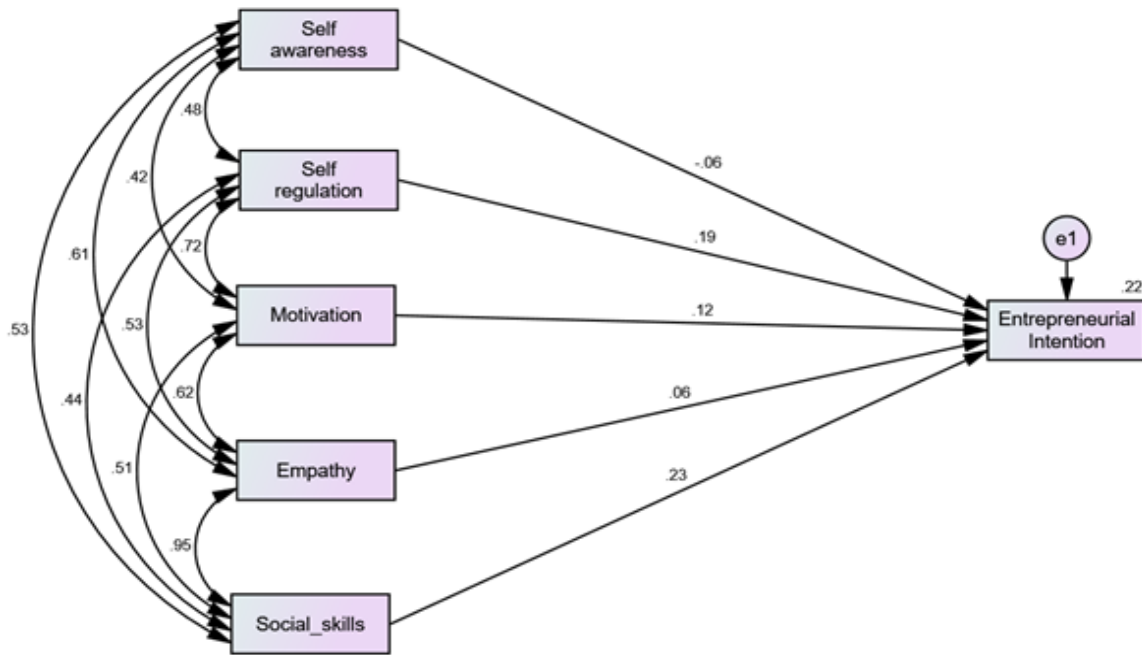 Self
awareness
.48
-.06
.42
Self
regulation
.19
e1
.72
.61
.22
Motivation
.12
Entrepreneurial
Intention
.53
.53
.62
.06
.44
.51
Empathy
.23
.95
Social_skills